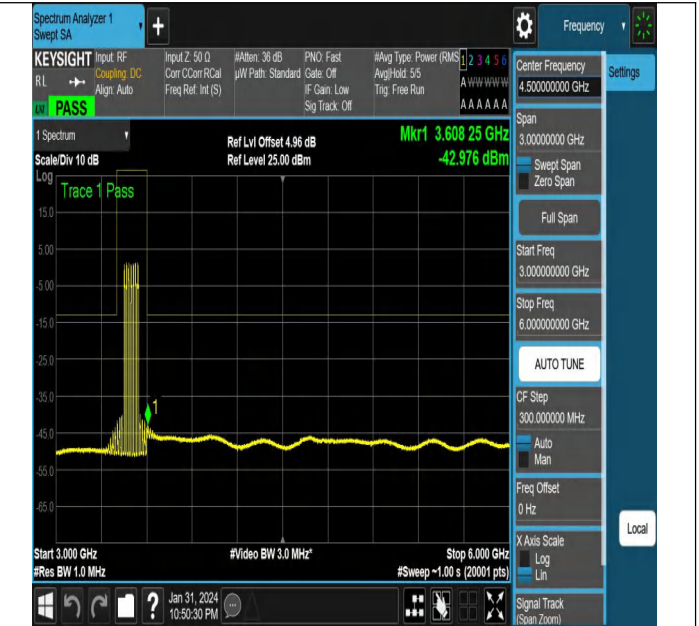 Spectrum Analyzer 1
Swept SA
Frequency
KEYSIGHT
RL
PASS
Input: RF
Coupling: DC
Align: Auto
Input Z: 50 Ω
Corr CCorr RCal
Freq Ref: Int (S)
#Atten: 36 dB
µW Path: Standard
PNO: Fast
Gate: Off
IF Gain: Low
Sig Track: Off
#Avg Type: Power (RMS
Avg|Hold: 5/5
Trig: Free Run
1 2 3 4 5 6
A W W W W W
A A A A A A
1 Spectrum
Scale/Div 10 dB
Log
Ref Lvl Offset 4.96 dB
Ref Level 25.00 dBm
Mkr1 3.608 25 GHz
-42.976 dBm
Trace 1 Pass
15.0
5.00
-5.00
-15.0
-25.0
-35.0
-45.0
-55.0
-65.0
1
Start 3.000 GHz
#Res BW 1.0 MHz
#Video BW 3.0 MHz*
Stop 6.000 GHz
#Sweep ~1.00 s (20001 pts)
Jan 31, 2024
10:50:30 PM
Center Frequency
4.500000000 GHz
Settings
Span
3.00000000 GHz
Swept Span
Zero Span
Full Span
Start Freq
3.000000000 GHz
Stop Freq
6.000000000 GHz
AUTO TUNE
CF Step
300.000000 MHz
Auto
Man
Freq Offset
0 Hz
X Axis Scale
Log
Lin
Local
Signal Track
(Span Zoom)